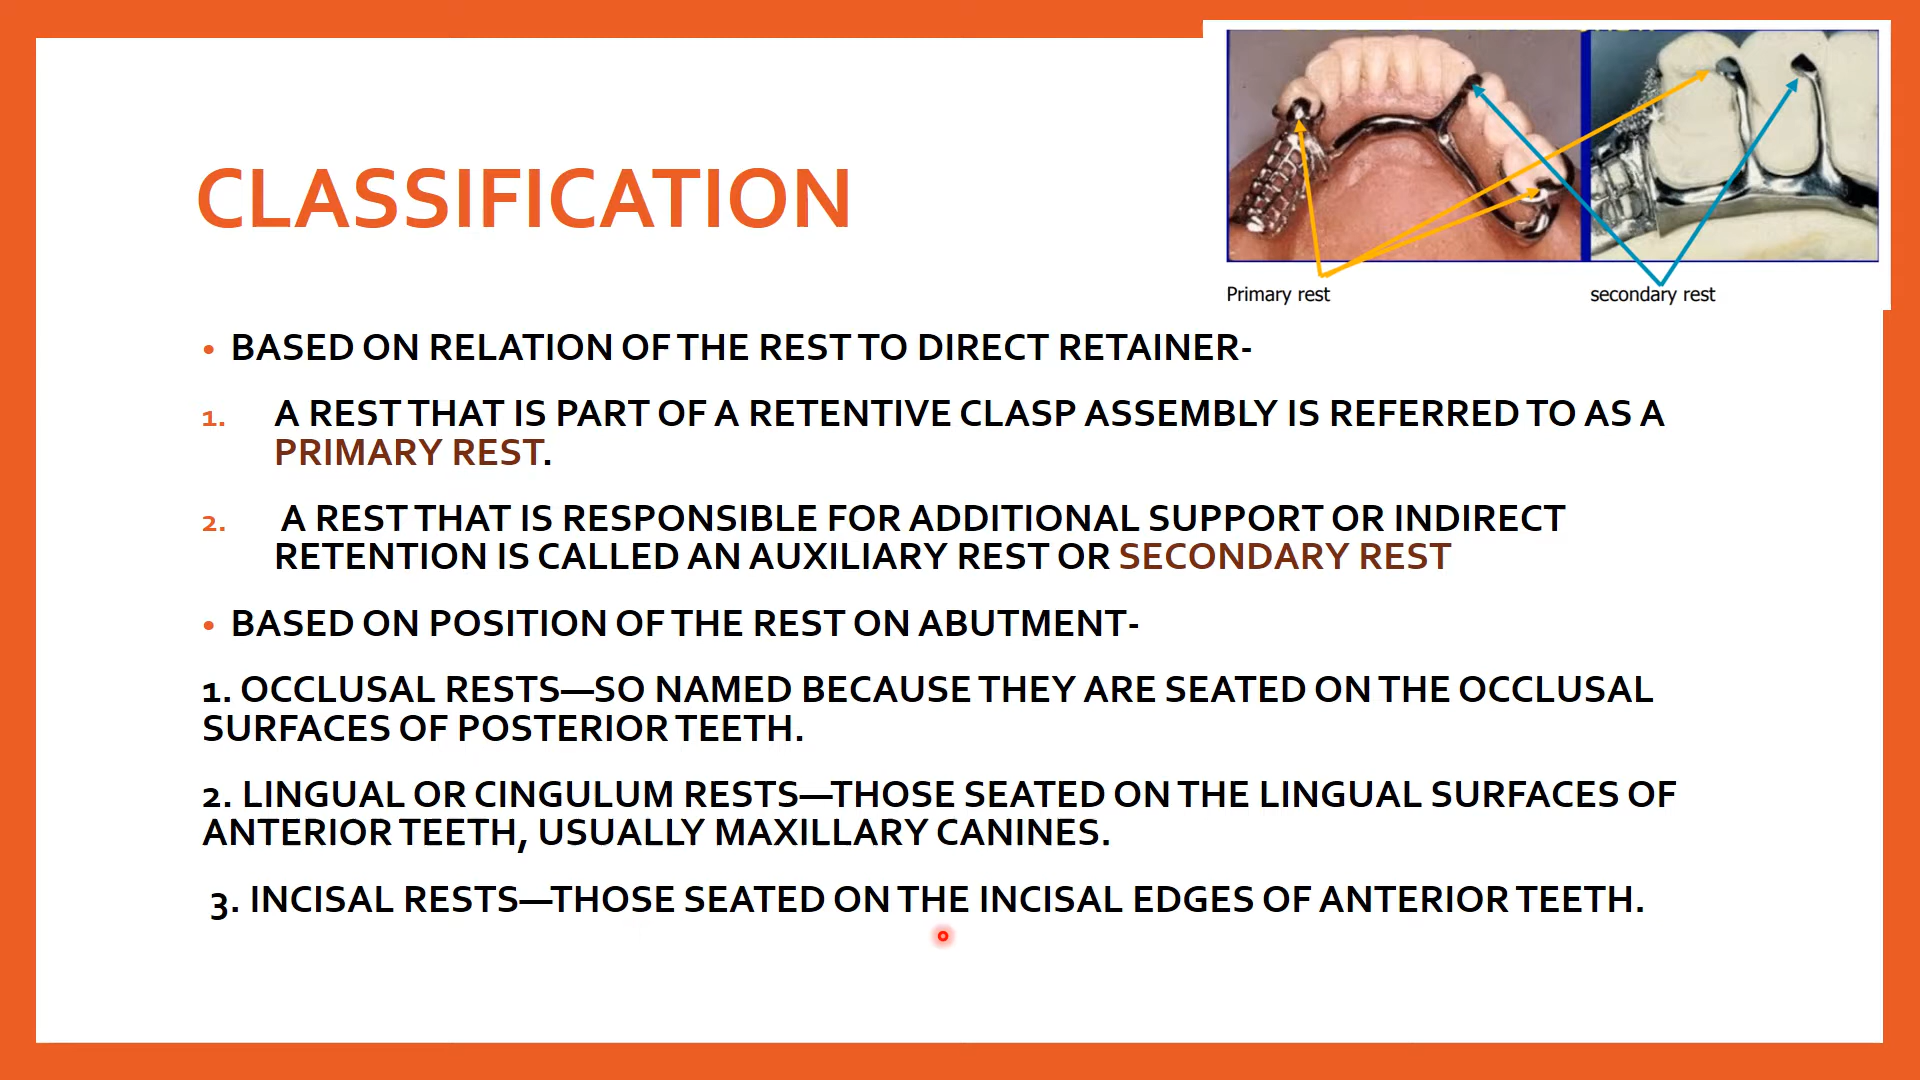 Primary rest
secondary rest
CLASSIFICATION
• BASED ON RELATION OF THE REST TO DIRECT RETAINER-
1. A REST THAT IS PART OF A RETENTIVE CLASP ASSEMBLY IS REFERRED TO AS A
PRIMARY REST.
2. A REST THAT IS RESPONSIBLE FOR ADDITIONAL SUPPORT OR INDIRECT
RETENTION IS CALLED AN AUXILIARY REST OR SECONDARY REST
• BASED ON POSITION OF THE REST ON ABUTMENT-
1. OCCLUSAL RESTS—SO NAMED BECAUSE THEY ARE SEATED ON THE OCCLUSAL
SURFACES OF POSTERIOR TEETH.
2. LINGUAL OR CINGULUM RESTS—THOSE SEATED ON THE LINGUAL SURFACES OF
ANTERIOR TEETH, USUALLY MAXILLARY CANINES.
3. INCISAL RESTS—THOSE SEATED ON THE INCISAL EDGES OF ANTERIOR TEETH.